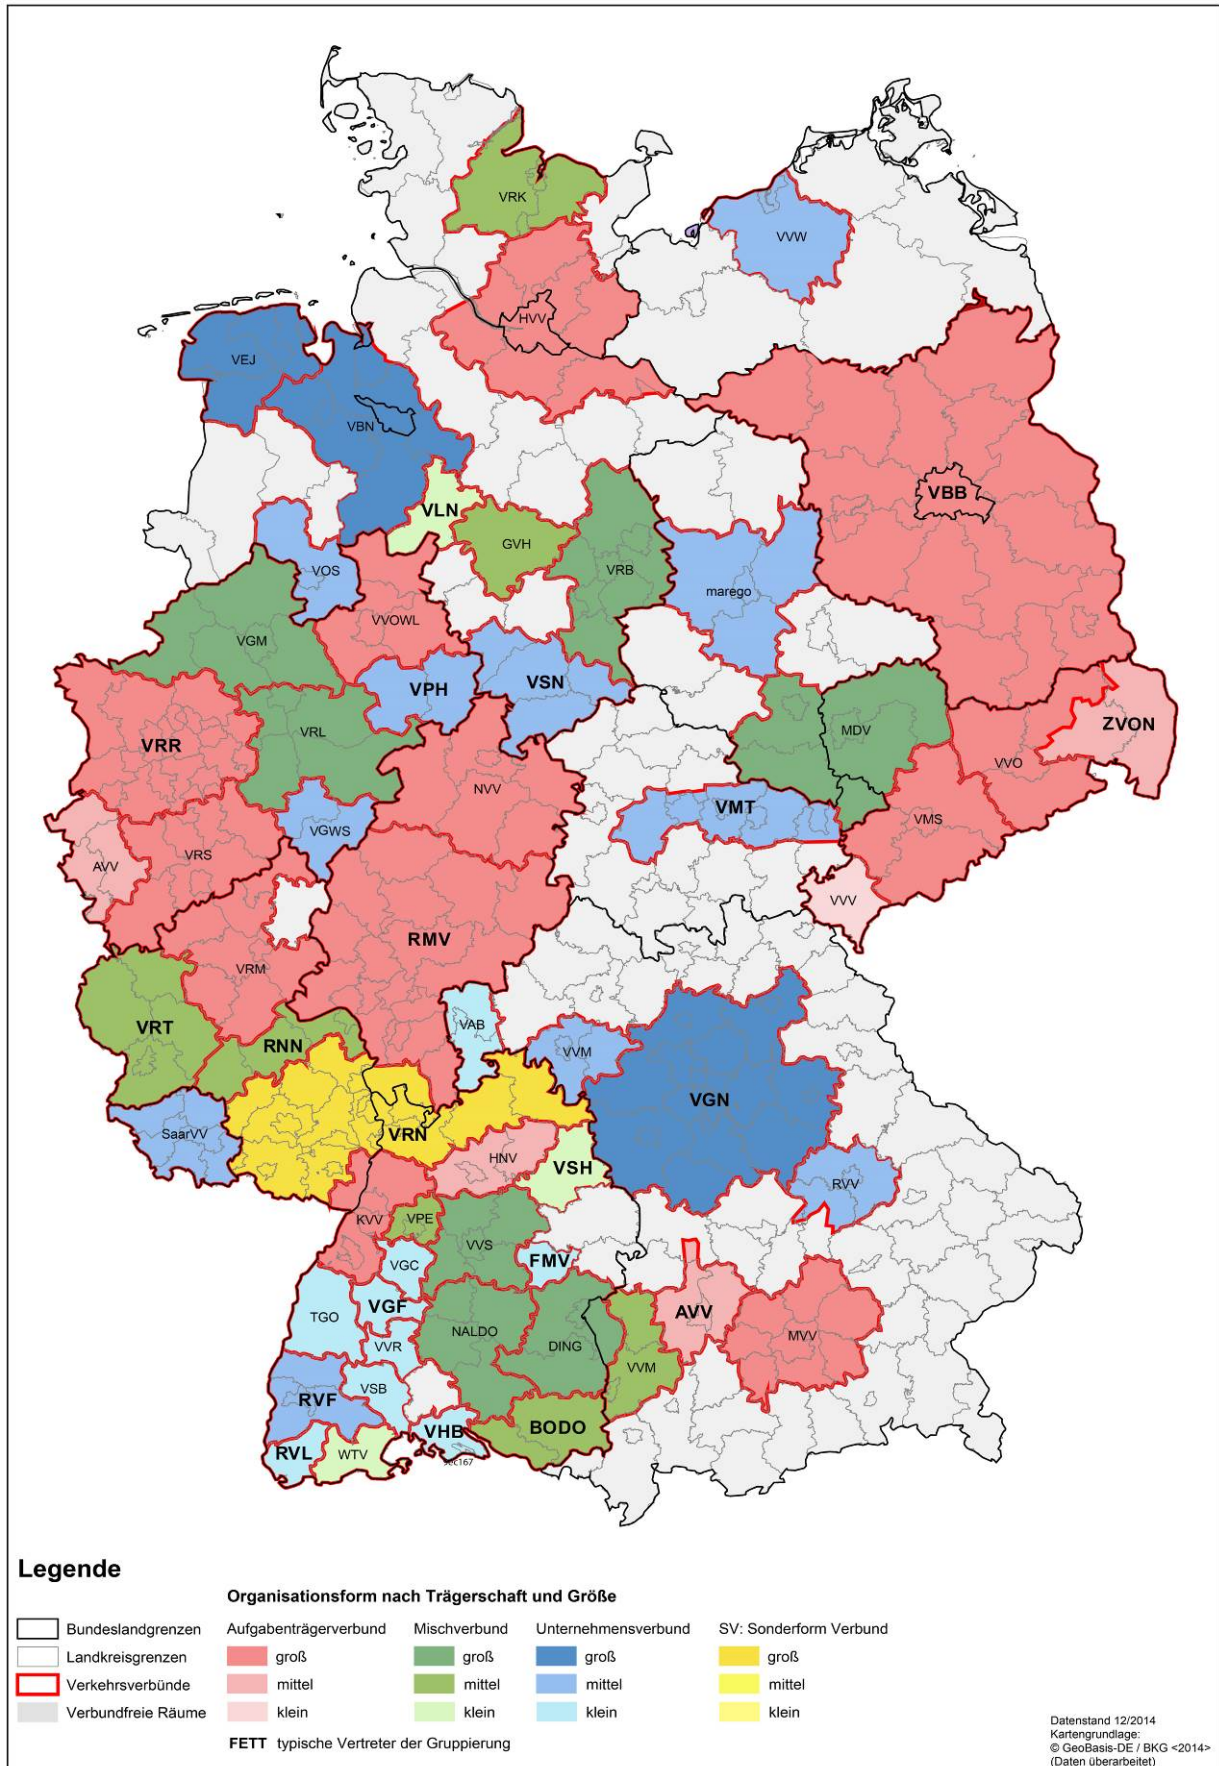 VRK
VVW
HVV
VEJ
VBN
VBB
VLN
GVH
VOS
VRB
marego
VVOWL
VGM
VPH
VSN
ZVON
VRR
VRL
MDV
NVV
VVO
VMT
VGWS
VMS
AVV
VRS
VVV
RMV
VRM
VRT
VAB
RNN
VVM
VGN
VRN
SaarVV
HNV
VSH
RVV
KVV
VPE
VVS
VGC
FMV
VGF
AVV
TGO
NALDO
DING
MVV
VVR
VVM
VSB
RVF
BODO
VHB
RVL
WTV
Legende
Organisationsform nach Trägerschaft und Größe
Bundeslandgrenzen Aufgabenträgerverbund Mischverbund Unternehmensverbund SV: Sonderform Verbund
Landkreisgrenzen groß groß groß groß
Verkehrsverbünde mittel mittel mittel mittel
Verbundfreie Räume klein klein klein klein
FETT typische Vertreter der Gruppierung
Datenstand 12/2014
Kartengrundlage:
© GeoBasis-DE / BKG <2014>
(Daten überarbeitet)